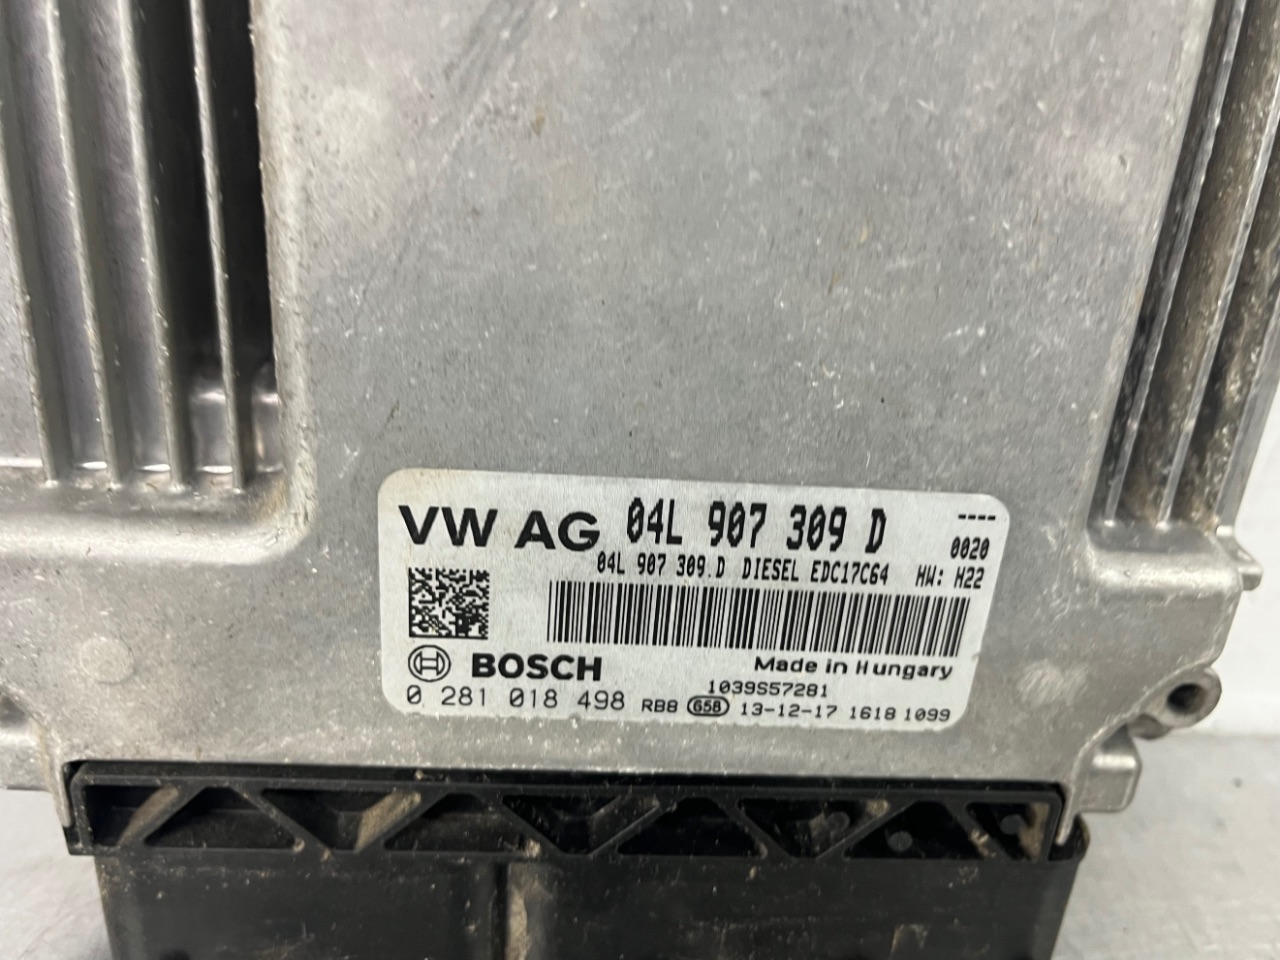 VW AG 04L 907 309 D ----
0020
04L 907 309.D DIESEL EDC17C64 HW: H22
BOSCH Made in Hungary
1039S57281
0 281 018 498 RB8 658 13-12-17 1618 1099